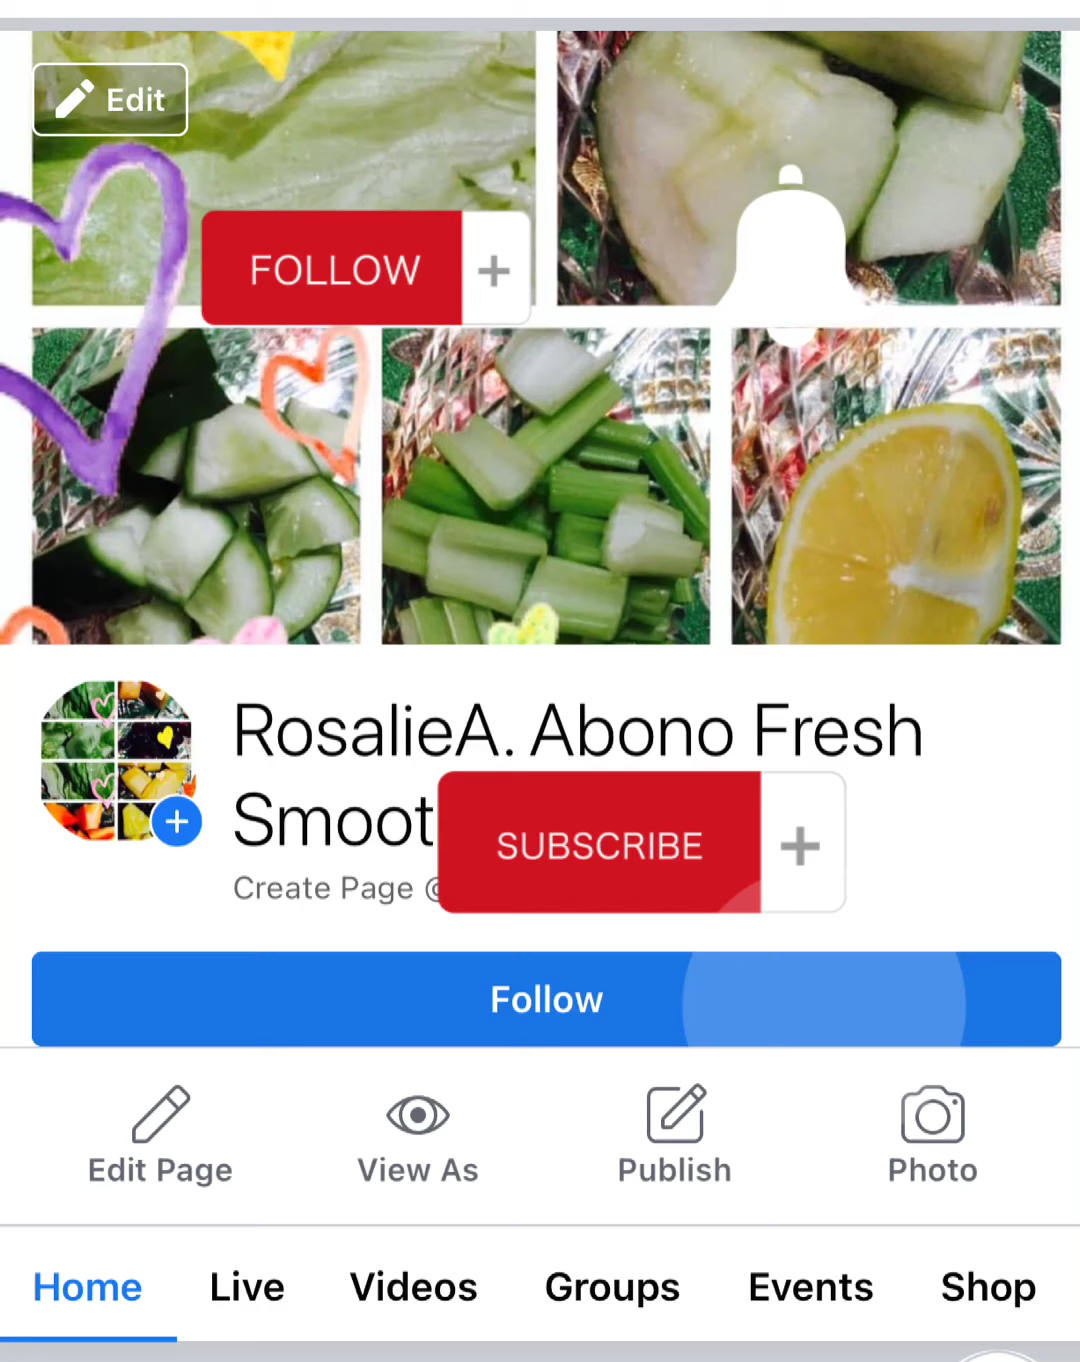 Edit
FOLLOW +
RosalieA. Abono Fresh
Smoot
SUBSCRIBE +
Create Page @
Follow
Edit Page
View As
Publish
Photo
Home
Live
Videos
Groups
Events
Shop